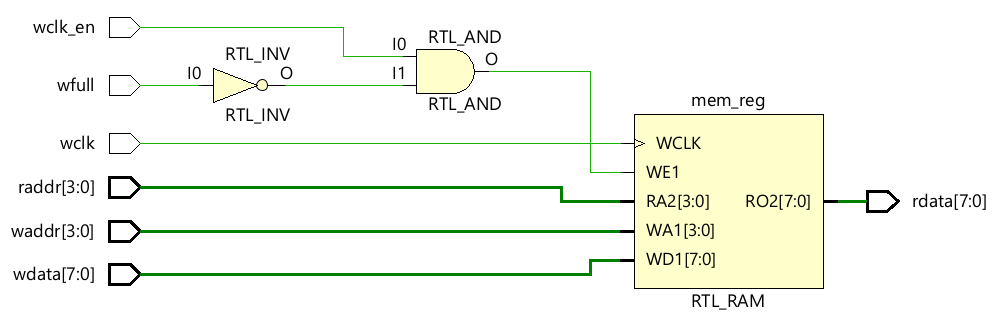 wclk_en
RTL_INV
I0
O
RTL_INV
I0
RTL_AND
I1
O
RTL_AND
wfull
wclk
raddr[3:0]
waddr[3:0]
wdata[7:0]
mem_reg
WCLK
WE1
RA2[3:0]
RO2[7:0]
WA1[3:0]
WD1[7:0]
RTL_RAM
rdata[7:0]